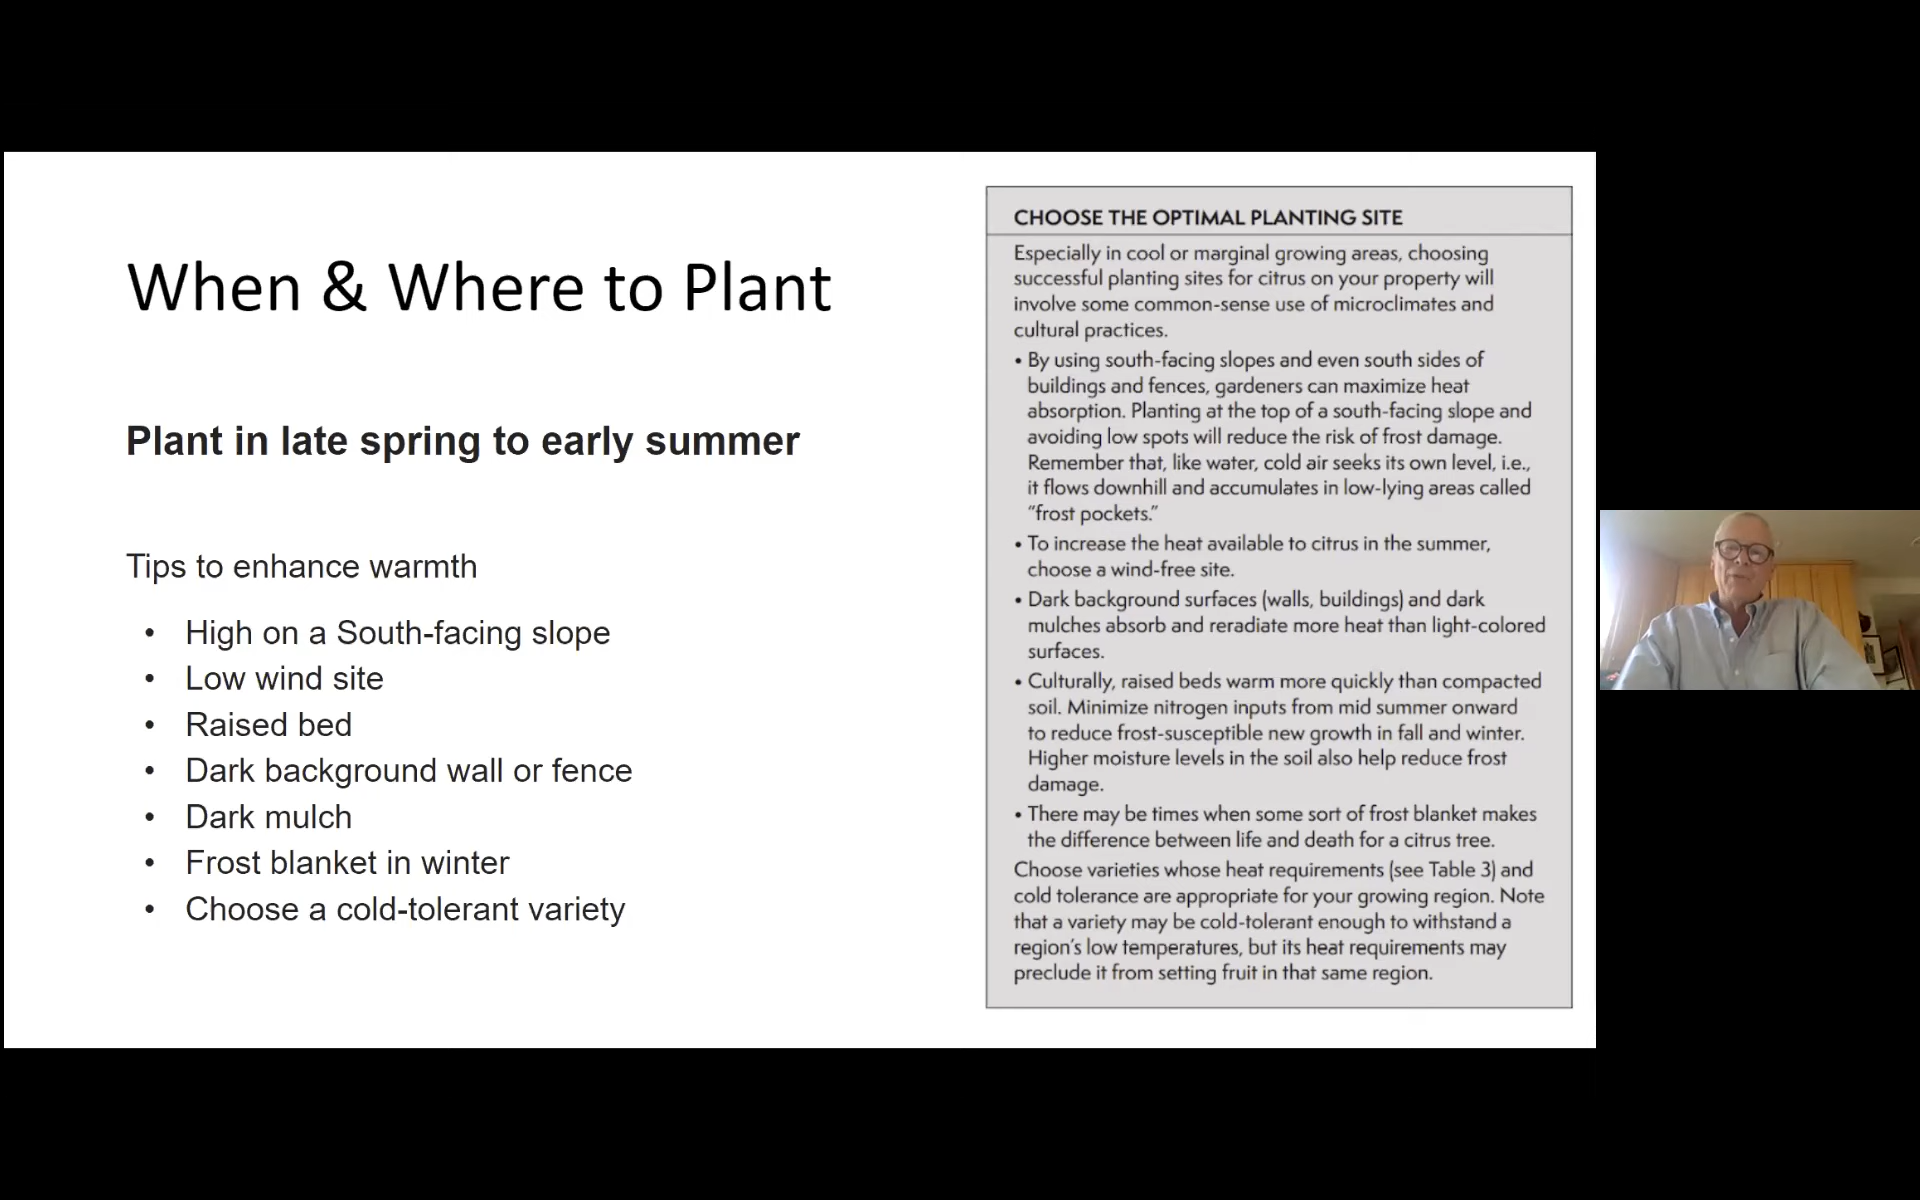 When & Where to Plant
Plant in late spring to early summer
Tips to enhance warmth
• High on a South-facing slope
• Low wind site
• Raised bed
• Dark background wall or fence
• Dark mulch
• Frost blanket in winter
• Choose a cold-tolerant variety
CHOOSE THE OPTIMAL PLANTING SITE
Especially in cool or marginal growing areas, choosing
successful planting sites for citrus on your property will
involve some common-sense use of microclimates and
cultural practices.
• By using south-facing slopes and even south sides of
buildings and fences, gardeners can maximize heat
absorption. Planting at the top of a south-facing slope and
avoiding low spots will reduce the risk of frost damage.
Remember that, like water, cold air seeks its own level, i.e.,
it flows downhill and accumulates in low-lying areas called
“frost pockets.”
• To increase the heat available to citrus in the summer,
choose a wind-free site.
• Dark background surfaces (walls, buildings) and dark
mulches absorb and reradiate more heat than light-colored
surfaces.
• Culturally, raised beds warm more quickly than compacted
soil. Minimize nitrogen inputs from mid summer onward
to reduce frost-susceptible new growth in fall and winter.
Higher moisture levels in the soil also help reduce frost
damage.
• There may be times when some sort of frost blanket makes
the difference between life and death for a citrus tree.
Choose varieties whose heat requirements (see Table 3) and
cold tolerance are appropriate for your growing region. Note
that a variety may be cold-tolerant enough to withstand a
region’s low temperatures, but its heat requirements may
preclude it from setting fruit in that same region.